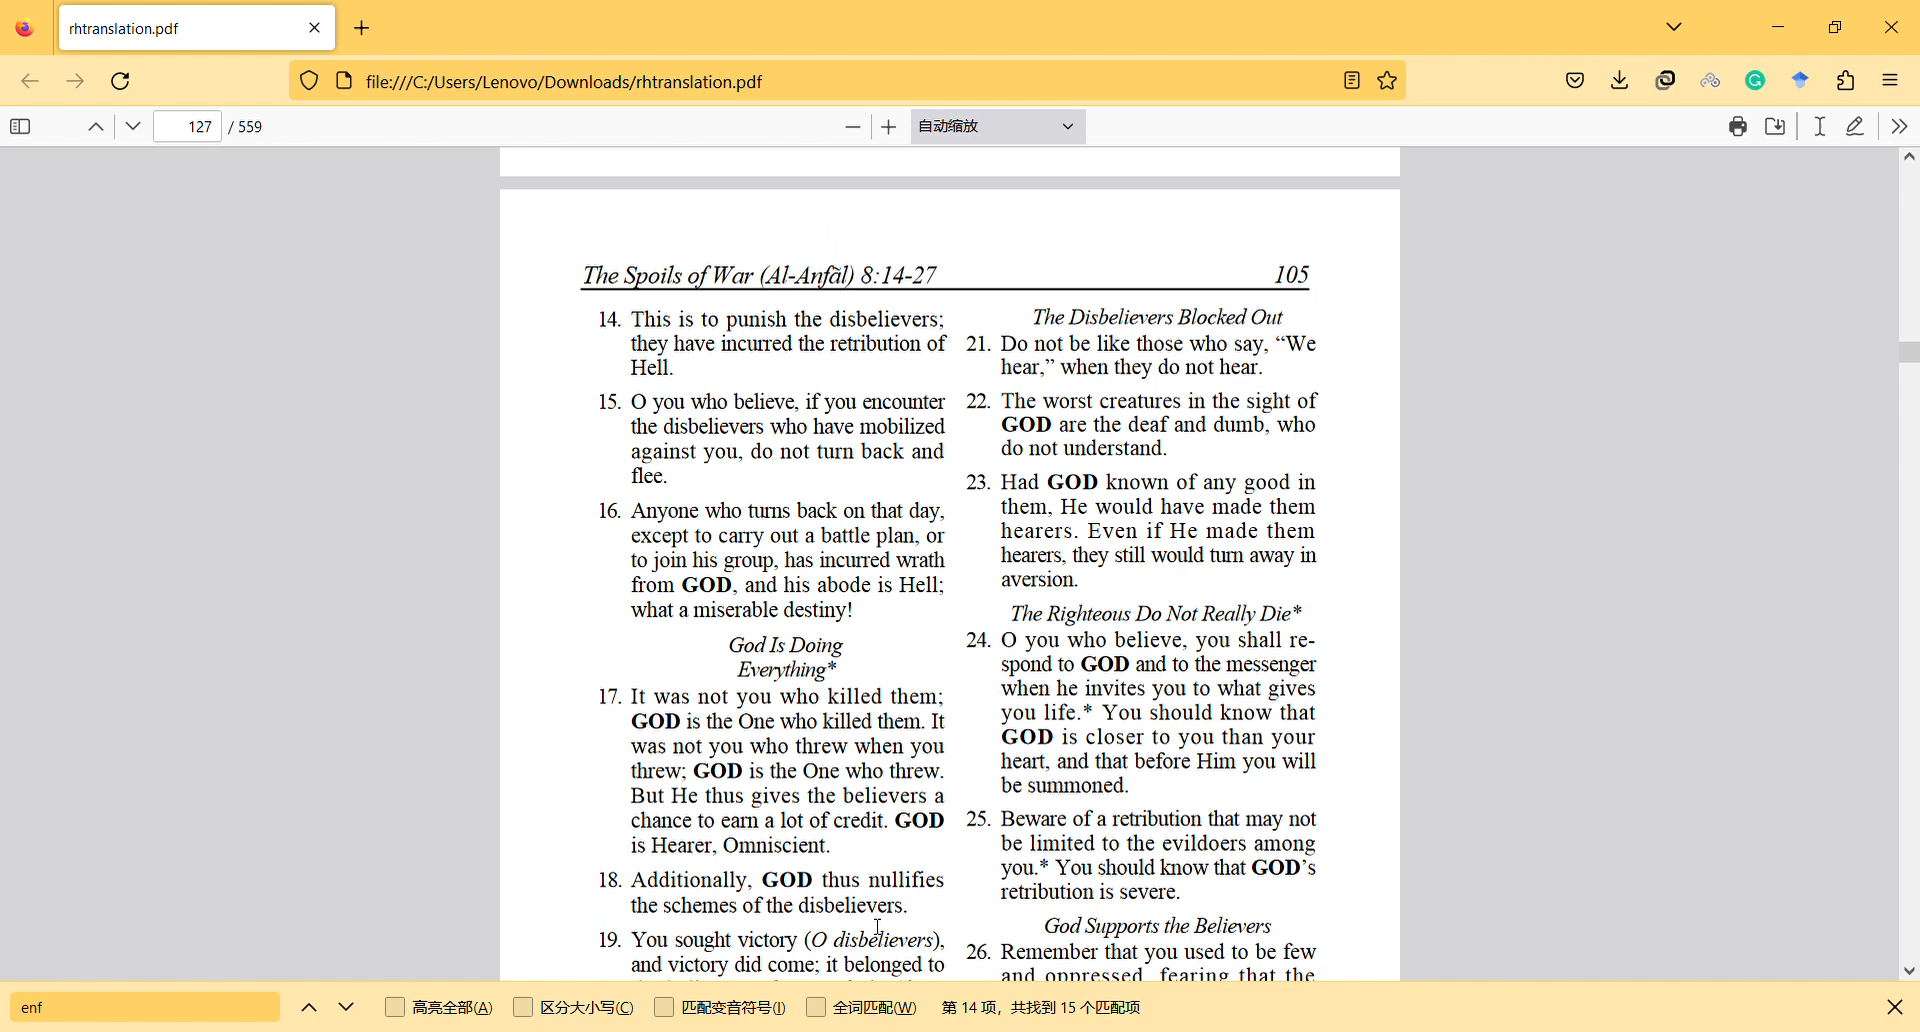 rhtranslation.pdf
file:///C:/Users/Lenovo/Downloads/rhtranslation.pdf
127 / 559
自动缩放
The Spoils of War (Al-Anfãl) 8:14-27 105
14. This is to punish the disbelievers;
they have incurred the retribution of
Hell.
15. O you who believe, if you encounter
the disbelievers who have mobilized
against you, do not turn back and
flee.
16. Anyone who turns back on that day,
except to carry out a battle plan, or
to join his group, has incurred wrath
from GOD, and his abode is Hell;
what a miserable destiny!
God Is Doing
Everything*
17. It was not you who killed them;
GOD is the One who killed them. It
was not you who threw when you
threw; GOD is the One who threw.
But He thus gives the believers a
chance to earn a lot of credit. GOD
is Hearer, Omniscient.
18. Additionally, GOD thus nullifies
the schemes of the disbelievers.
19. You sought victory (O disbelievers),
and victory did come; it belonged to
The Disbelievers Blocked Out
21. Do not be like those who say, “We
hear,” when they do not hear.
22. The worst creatures in the sight of
GOD are the deaf and dumb, who
do not understand.
23. Had GOD known of any good in
them, He would have made them
hearers. Even if He made them
hearers, they still would turn away in
aversion.
The Righteous Do Not Really Die*
24. O you who believe, you shall re-
spond to GOD and to the messenger
when he invites you to what gives
you life.* You should know that
GOD is closer to you than your
heart, and that before Him you will
be summoned.
25. Beware of a retribution that may not
be limited to the evildoers among
you.* You should know that GOD’s
retribution is severe.
God Supports the Believers
26. Remember that you used to be few
and oppressed, fearing that the
enf
高亮全部(A) 区分大小写(C) 匹配变音符号(I) 全词匹配(W) 第 14 项，共找到 15 个匹配项